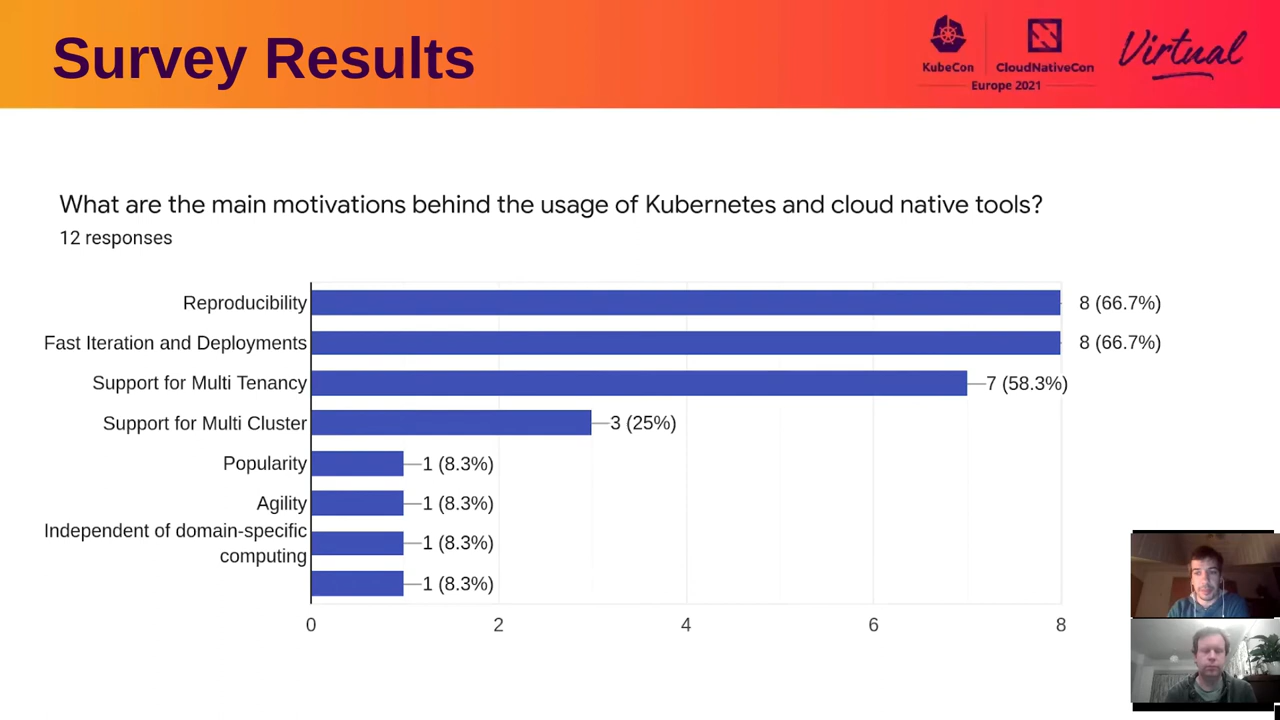 Survey Results
KubeCon
CloudNativeCon
Europe 2021
Virtual
What are the main motivations behind the usage of Kubernetes and cloud native tools?
12 responses
Reproducibility
8 (66.7%)
Fast Iteration and Deployments
8 (66.7%)
Support for Multi Tenancy
7 (58.3%)
Support for Multi Cluster
3 (25%)
Popularity
1 (8.3%)
Agility
1 (8.3%)
Independent of domain-specific
computing
1 (8.3%)
1 (8.3%)
0 2 4 6 8